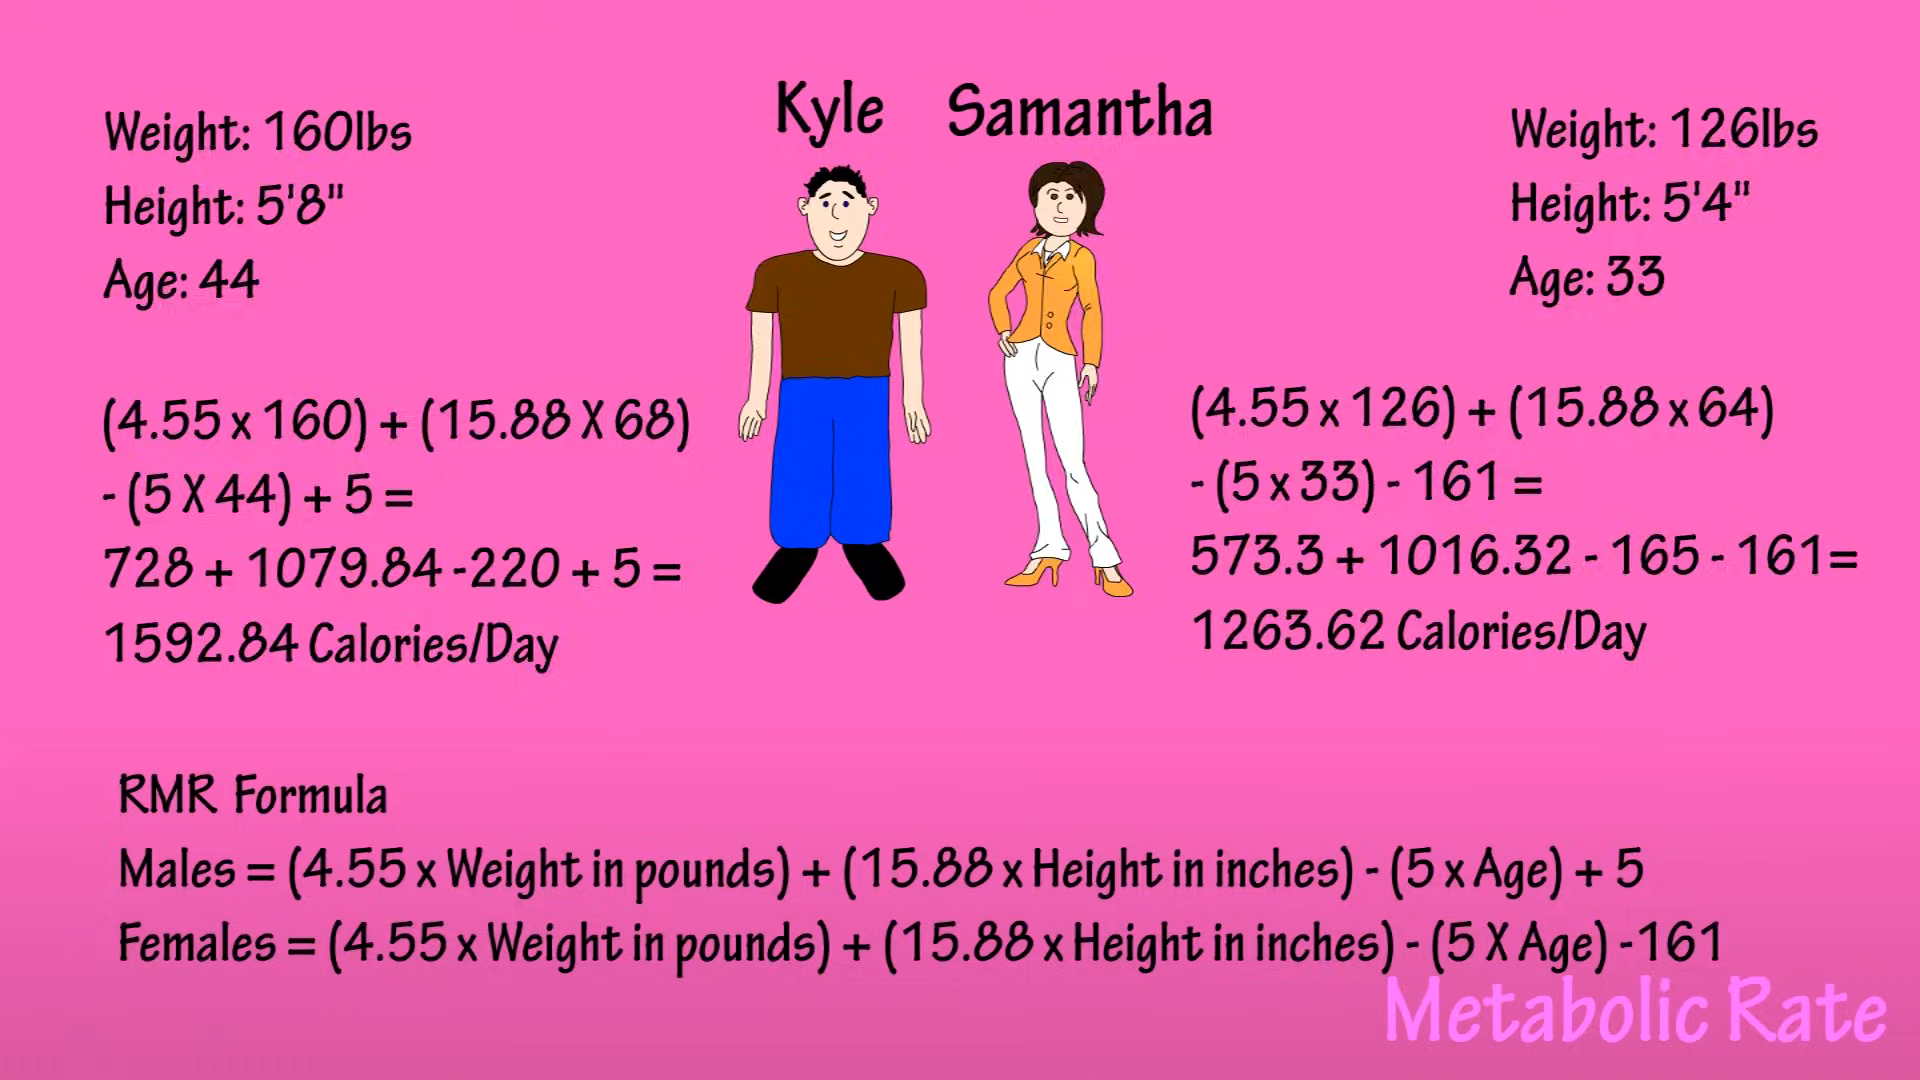 Kyle
Samantha
Weight: 160lbs
Height: 5'8"
Age: 44
(4.55 x 160) + (15.88 X 68)
- (5 X 44) + 5 =
728 + 1079.84 -220 + 5 =
1592.84 Calories/Day
Weight: 126lbs
Height: 5'4"
Age: 33
(4.55 x 126) + (15.88 x 64)
- (5 x 33) - 161 =
573.3 + 1016.32 - 165 - 161=
1263.62 Calories/Day
RMR Formula
Males = (4.55 x Weight in pounds) + (15.88 x Height in inches) - (5 x Age) + 5
Females = (4.55 x Weight in pounds) + (15.88 x Height in inches) - (5 X Age) -161
Metabolic Rate